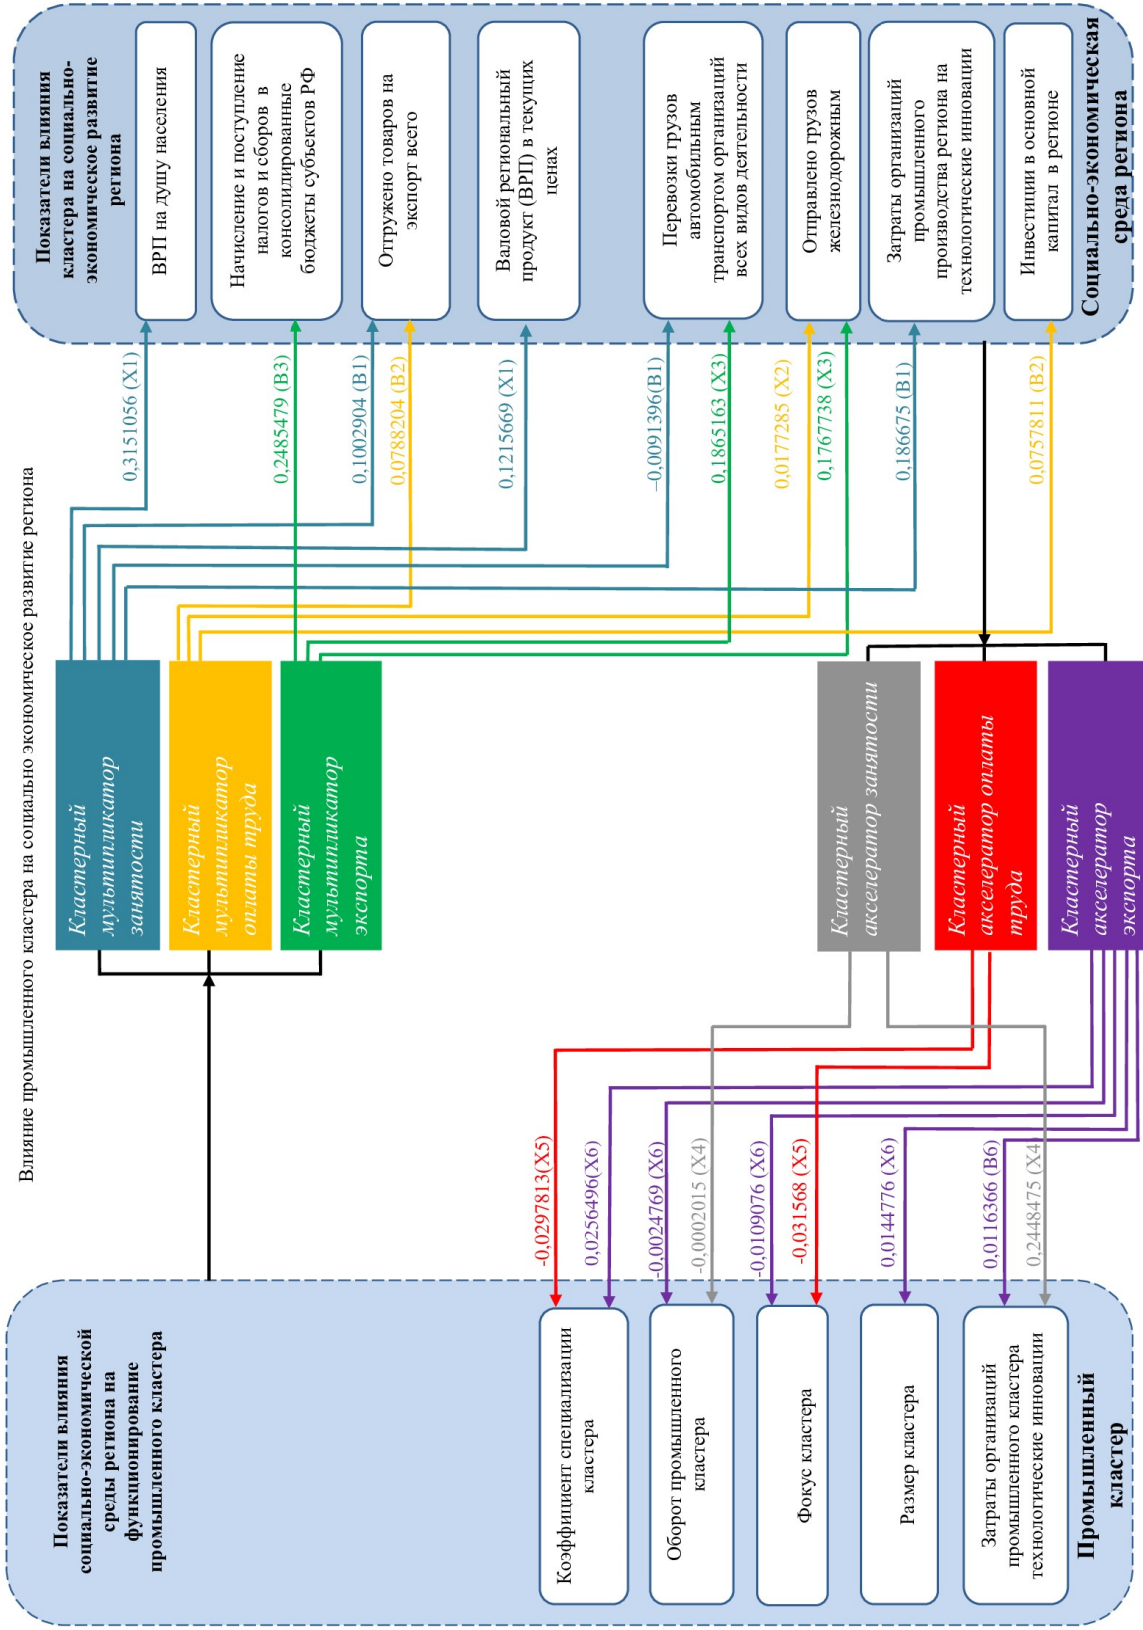 Влияние промышленного кластера на социально экономическое развитие региона
Показатели влияния
социально-экономической
среды региона на
функционирование
промышленного кластера
Коэффициент специализации
кластера
Оборот промышленного
кластера
Фокус кластера
Размер кластера
Затраты организаций
промышленного кластера
технологические инновации
Промышленный
кластер
-0,0297813(X5)
0,0256496(X6)
-0,0024769 (X6)
-0,0002015 (X4)
-0,0109076 (X6)
-0,031568 (X5)
0,0144776 (X6)
0,0116366 (B6)
0,2448475 (X4)
Кластерный
мультипликатор
занятости
Кластерный
мультипликатор
оплаты труда
Кластерный
мультипликатор
экспорта
Кластерный
акселератор занятости
Кластерный
акселератор оплаты
труда
Кластерный
акселератор
экспорта
0,3151056 (X1)
0,2485479 (B3)
0,1002904 (B1)
0,0788204 (B2)
0,1215669 (X1)
–0,0091396(B1)
0,1865163 (X3)
0,0177285 (X2)
0,1767738 (X3)
0,186675 (B1)
0,0757811 (B2)
Показатели влияния
кластера на социально-
экономическое развитие
региона
ВРП на душу населения
Начисление и поступление
налогов и сборов в
консолидированные
бюджеты субъектов РФ
Отгружено товаров на
экспорт всего
Валовой региональный
продукт (ВРП) в текущих
ценах
Перевозки грузов
автомобильным
транспортом организаций
всех видов деятельности
Отправлено грузов
железнодорожным
Затраты организаций
промышленного
производства региона на
технологические инновации
Инвестиции в основной
капитал в регионе
Социально-экономическая
среда региона